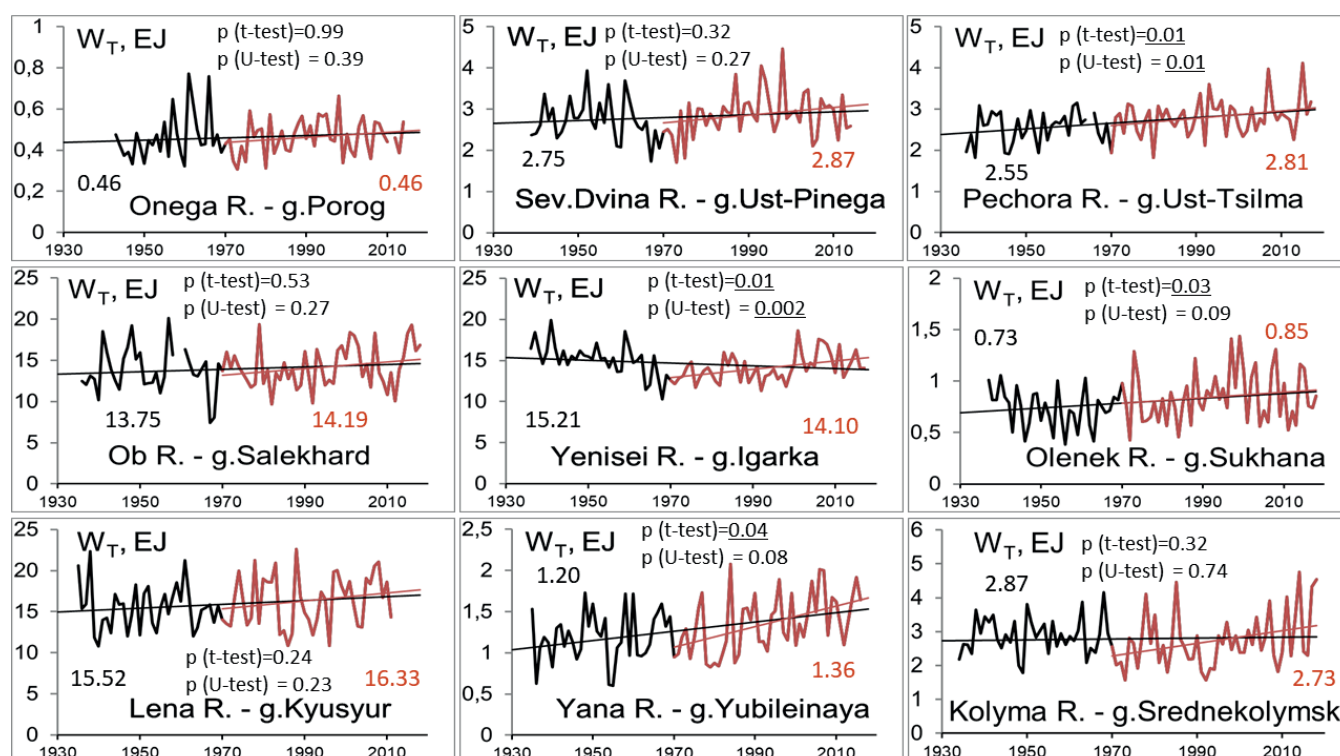 1
0,8
0,6
0,4
0,2
0
W_T, EJ
p (t-test)=0.99
p (U-test) = 0.39
0.46
0.46
Onega R. - g.Porog
1930 1950 1970 1990 2010
5
4
3
2
1
0
W_T, EJ
p (t-test)=0.32
p (U-test) = 0.27
2.75
2.87
Sev.Dvina R. - g.Ust-Pinega
1930 1950 1970 1990 2010
5
4
3
2
1
0
W_T, EJ
p (t-test)=0.01
p (U-test) = 0.01
2.55
2.81
Pechora R. - g.Ust-Tsilma
1930 1950 1970 1990 2010
25
20
15
10
5
0
W_T, EJ
p (t-test)=0.53
p (U-test) = 0.27
13.75
14.19
Ob R. - g.Salekhard
1930 1950 1970 1990 2010
25
20
15
10
5
0
W_T, EJ
p (t-test)=0.01
p (U-test) = 0.002
15.21
14.10
Yenisei R. - g.Igarka
1930 1950 1970 1990 2010
2
1,5
1
0,5
0
W_T, EJ
p (t-test)=0.03
p (U-test) = 0.09
0.73
0.85
Olenek R. - g.Sukhana
1930 1950 1970 1990 2010
25
20
15
10
5
0
W_T, EJ
p (t-test)=0.24
p (U-test) = 0.23
15.52
16.33
Lena R. - g.Kyusyur
1930 1950 1970 1990 2010
2,5
2
1,5
1
0,5
0
W_T, EJ
p (t-test)=0.04
p (U-test) = 0.08
1.20
1.36
Yana R. - g.Yubileinaya
1930 1950 1970 1990 2010
6
5
4
3
2
1
0
W_T, EJ
p (t-test)=0.32
p (U-test) = 0.74
2.87
2.73
Kolyma R. - g.Srednekolymsk
1930 1950 1970 1990 2010